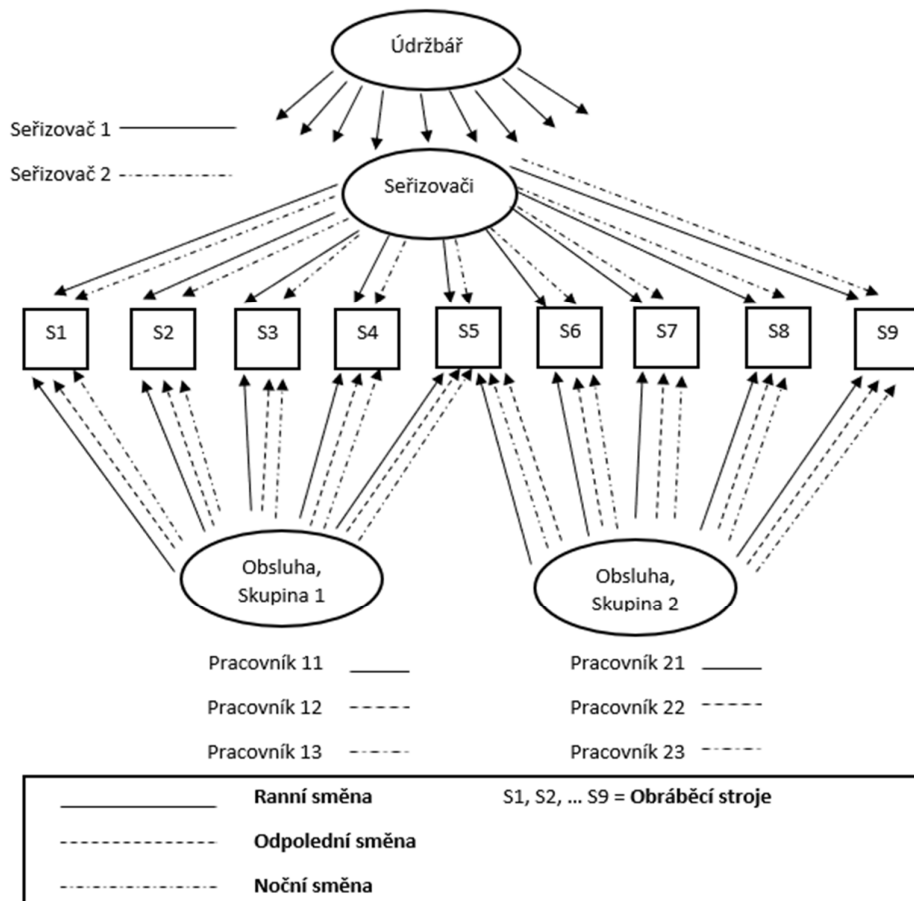 Údržbář
Seřizovač 1
Seřizovač 2
Seřizovači
S1 S2 S3 S4 S5 S6 S7 S8 S9
Obsluha,
Skupina 1
Obsluha,
Skupina 2
Pracovník 11
Pracovník 12
Pracovník 13
Pracovník 21
Pracovník 22
Pracovník 23
Ranní směna
Odpolední směna
Noční směna
S1, S2, ... S9 = Obráběcí stroje